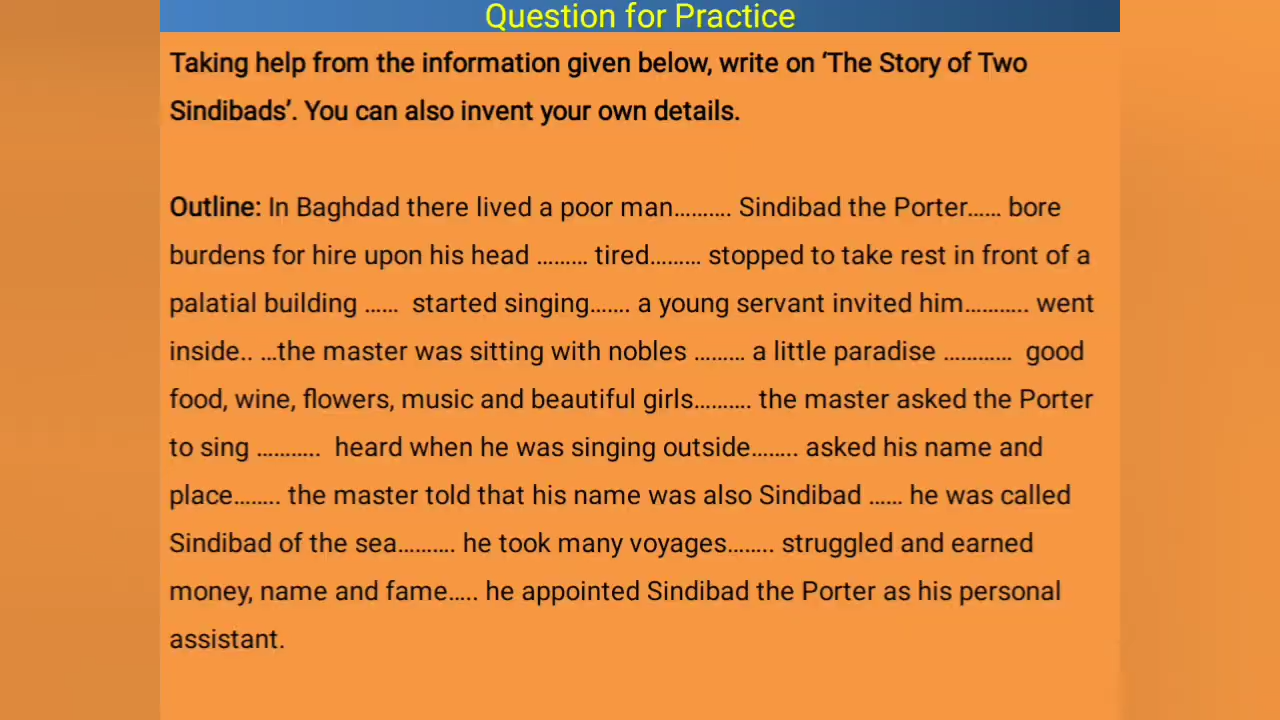 Question for Practice
Taking help from the information given below, write on ‘The Story of Two
Sindibads’. You can also invent your own details.
Outline: In Baghdad there lived a poor man………. Sindibad the Porter…… bore
burdens for hire upon his head ……… tired……… stopped to take rest in front of a
palatial building …… started singing……. a young servant invited him……….. went
inside.. …the master was sitting with nobles ……… a little paradise ………… good
food, wine, flowers, music and beautiful girls………. the master asked the Porter
to sing ……….. heard when he was singing outside…….. asked his name and
place…….. the master told that his name was also Sindibad …… he was called
Sindibad of the sea………. he took many voyages…….. struggled and earned
money, name and fame….. he appointed Sindibad the Porter as his personal
assistant.